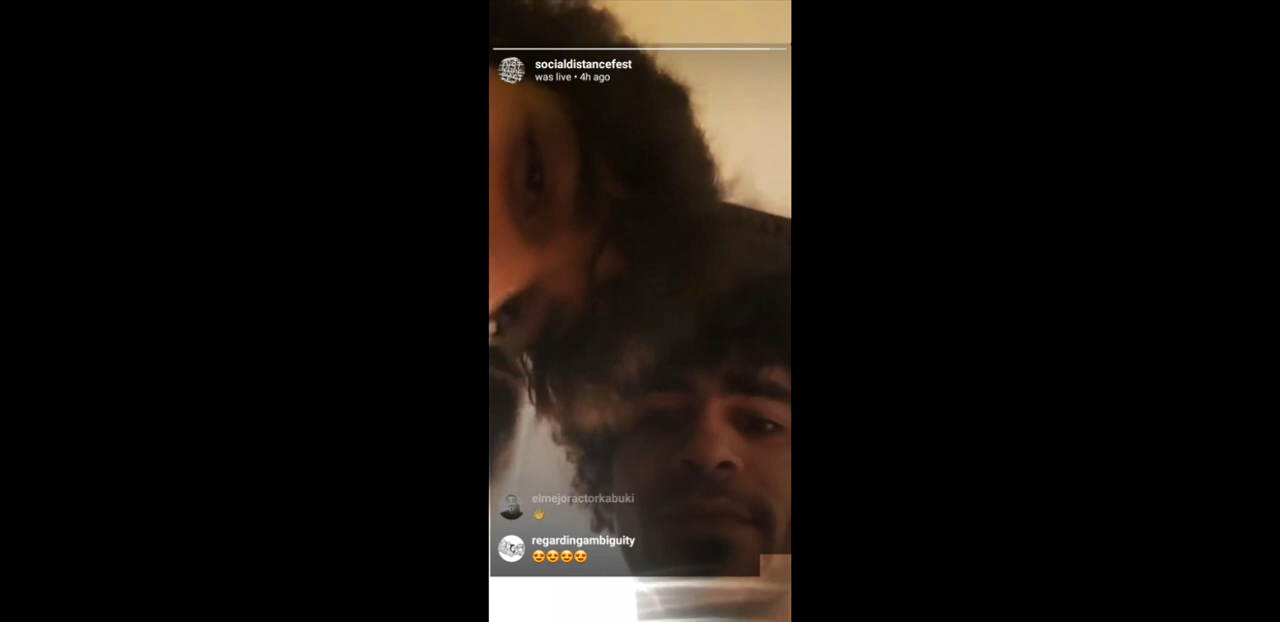 socialdistancefest
was live • 4h ago
elmejoractorkabuki
👋
regardingambiguity
😍😍😍😍